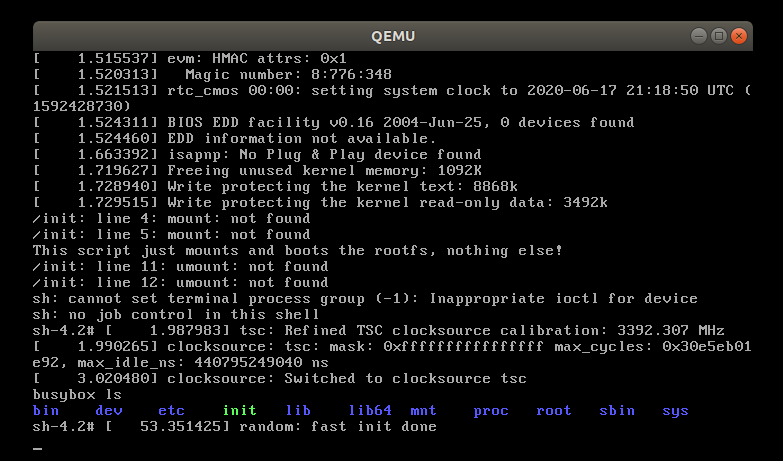 QEMU
[    1.515537] evm: HMAC attrs: 0x1
[    1.520313]   Magic number: 8:776:348
[    1.521513] rtc_cmos 00:00: setting system clock to 2020-06-17 21:18:50 UTC (
1592428730)
[    1.524311] BIOS EDD facility v0.16 2004-Jun-25, 0 devices found
[    1.524460] EDD information not available.
[    1.663392] isapnp: No Plug & Play device found
[    1.719627] Freeing unused kernel memory: 1092K
[    1.728940] Write protecting the kernel text: 8868k
[    1.729515] Write protecting the kernel read-only data: 3492k
/init: line 4: mount: not found
/init: line 5: mount: not found
This script just mounts and boots the rootfs, nothing else!
/init: line 11: umount: not found
/init: line 12: umount: not found
sh: cannot set terminal process group (-1): Inappropriate ioctl for device
sh: no job control in this shell
sh-4.2# [    1.987983] tsc: Refined TSC clocksource calibration: 3392.307 MHz
[    1.990265] clocksource: tsc: mask: 0xffffffffffffffff max_cycles: 0x30e5eb01
e92, max_idle_ns: 440795249040 ns
[    3.020480] clocksource: Switched to clocksource tsc
busybox ls
bin    dev    etc    init   lib    lib64  mnt    proc   root   sbin   sys
sh-4.2# [   53.351425] random: fast init done
_